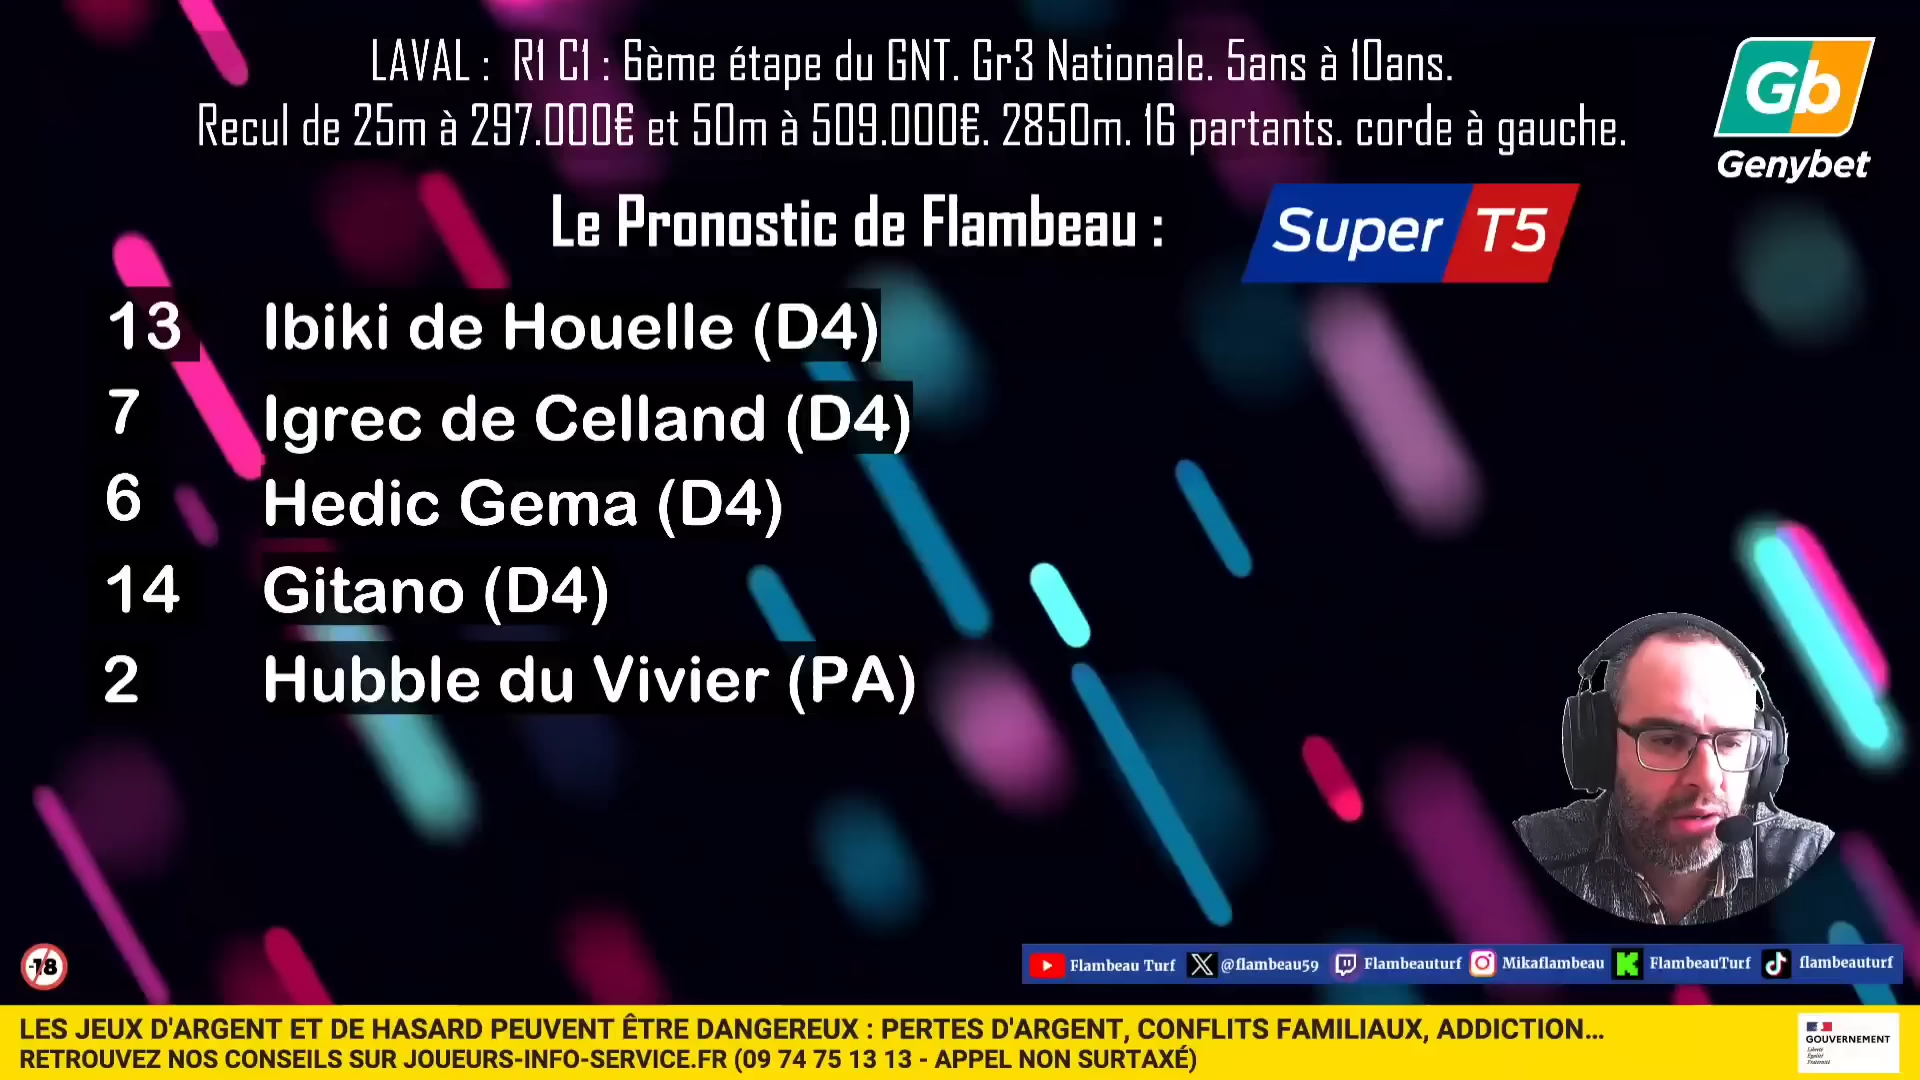 LAVAL : R1 C1 : 6ème étape du GNT. Gr3 Nationale. 5ans à 10ans.
Recul de 25m à 297.000€ et 50m à 509.000€. 2850m. 16 partants. corde à gauche.
Gb
Genybet
Le Pronostic de Flambeau :
Super T5
13 Ibiki de Houelle (D4)
7 Igrec de Celland (D4)
6 Hedic Gema (D4)
14 Gitano (D4)
2 Hubble du Vivier (PA)
-18
Flambeau Turf @flambeau59 Flambeauturf Mikaflambeau FlambeauTurf flambeauturf
LES JEUX D'ARGENT ET DE HASARD PEUVENT ÊTRE DANGEREUX : PERTES D'ARGENT, CONFLITS FAMILIAUX, ADDICTION...
RETROUVEZ NOS CONSEILS SUR JOUEURS-INFO-SERVICE.FR (09 74 75 13 13 - APPEL NON SURTAXÉ)
GOUVERNEMENT
Liberté
Égalité
Fraternité